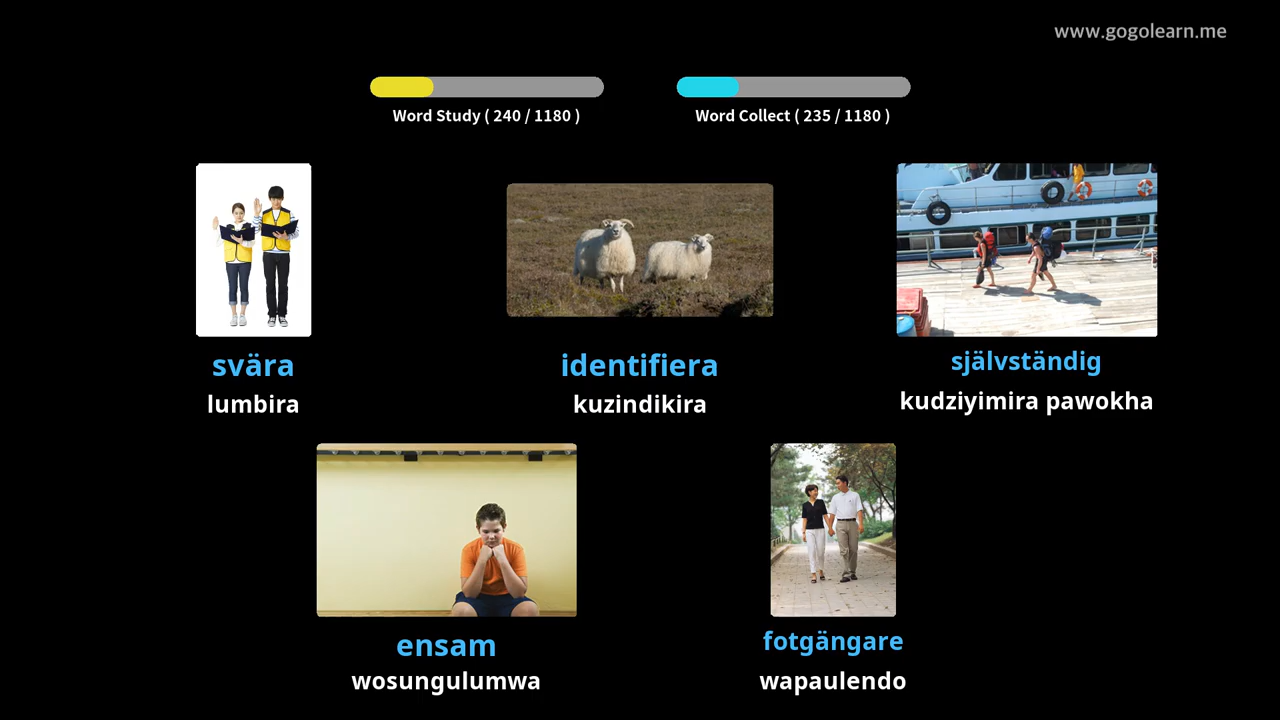 www.gogolearn.me
Word Study ( 240 / 1180 )
Word Collect ( 235 / 1180 )
svära
lumbira
identifiera
kuzindikira
självständig
kudziyimira pawokha
ensam
wosungulumwa
fotgängare
wapaulendo